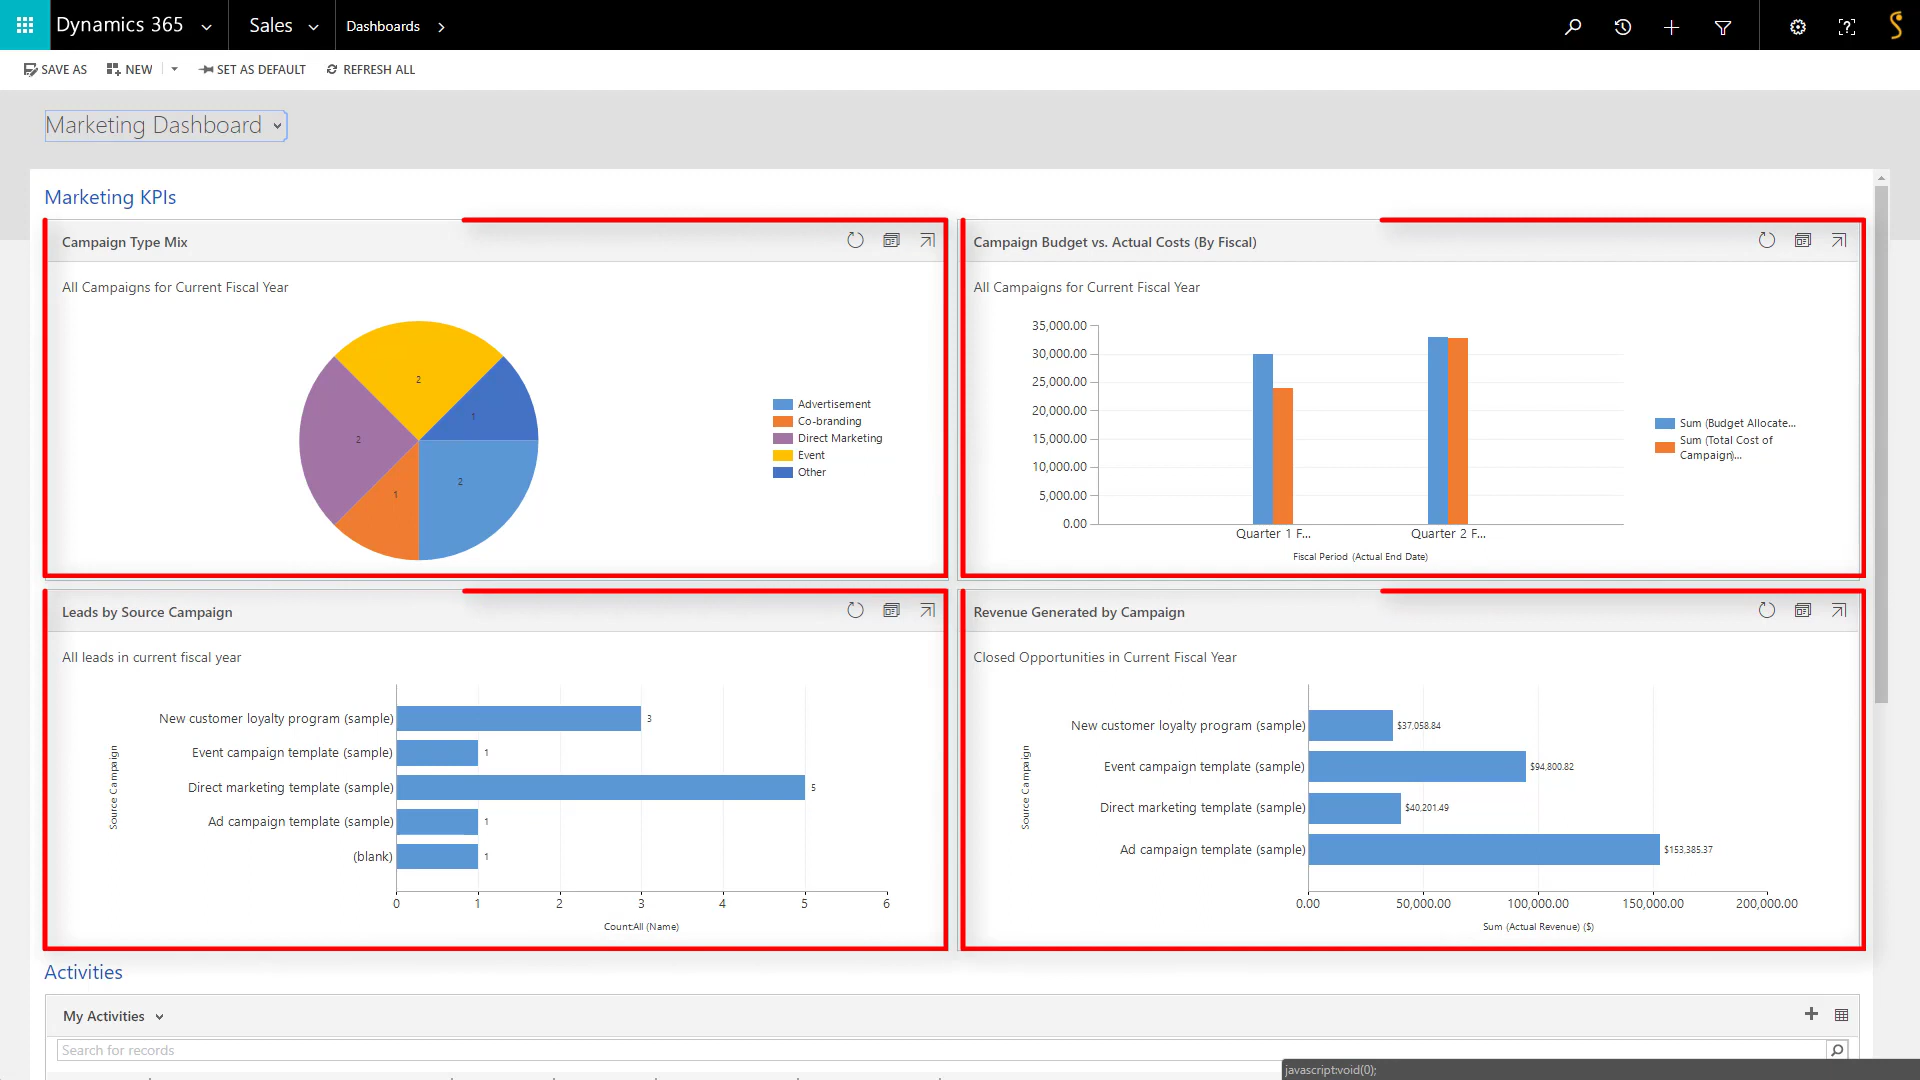 Dynamics 365
Sales
Dashboards
SAVE AS
NEW
SET AS DEFAULT
REFRESH ALL
Marketing Dashboard
Marketing KPIs
Campaign Type Mix
All Campaigns for Current Fiscal Year
2
1
2
2
1
Advertisement
Co-branding
Direct Marketing
Event
Other
Campaign Budget vs. Actual Costs (By Fiscal)
All Campaigns for Current Fiscal Year
35,000.00
30,000.00
25,000.00
20,000.00
15,000.00
10,000.00
5,000.00
0.00
Quarter 1 F...
Quarter 2 F...
Fiscal Period (Actual End Date)
Sum (Budget Allocate...
Sum (Total Cost of
Campaign)...
Leads by Source Campaign
All leads in current fiscal year
Source Campaign
New customer loyalty program (sample)
3
Event campaign template (sample)
1
Direct marketing template (sample)
5
Ad campaign template (sample)
1
(blank)
1
0
1
2
3
4
5
6
Count:All (Name)
Revenue Generated by Campaign
Closed Opportunities in Current Fiscal Year
Source Campaign
New customer loyalty program (sample)
$37,058.84
Event campaign template (sample)
$94,800.82
Direct marketing template (sample)
$40,201.49
Ad campaign template (sample)
$153,385.37
0.00
50,000.00
100,000.00
150,000.00
200,000.00
Sum (Actual Revenue) ($)
Activities
My Activities
Search for records
javascript:void(0);